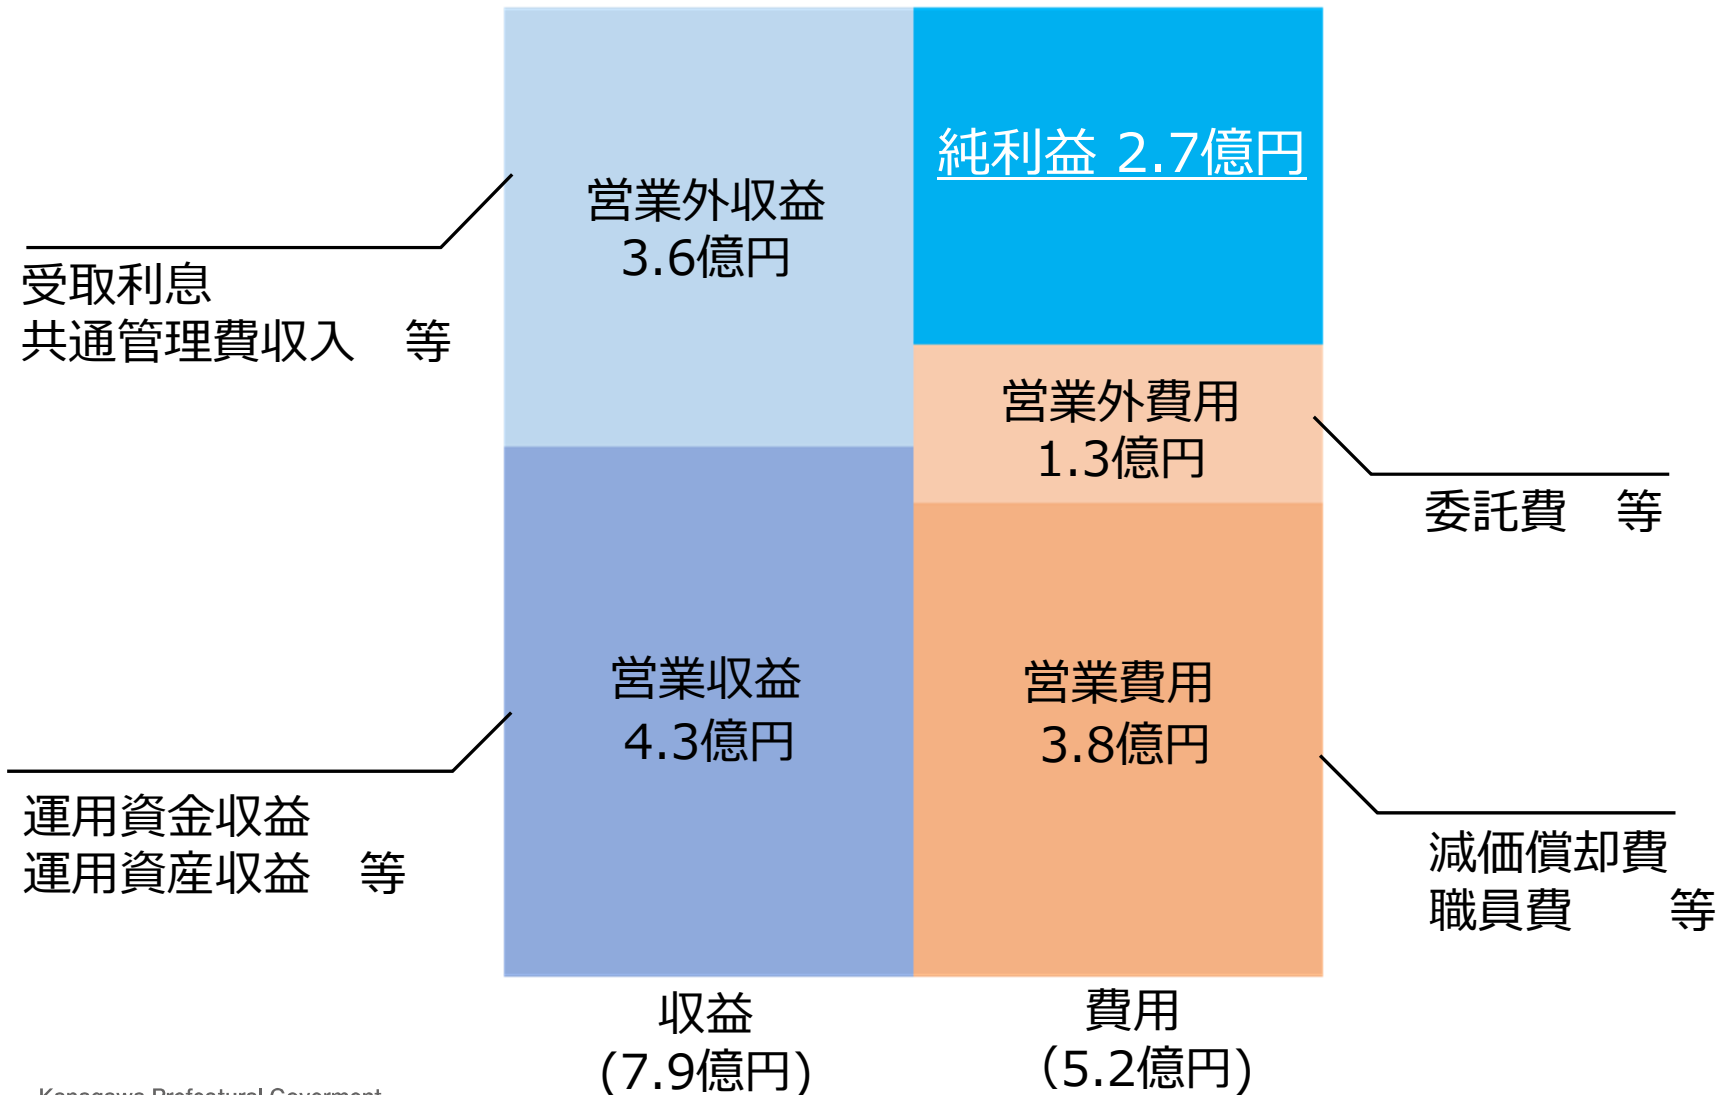 純利益 2.7億円
営業外収益
3.6億円
受取利息
共通管理費収入　等
営業外費用
1.3億円
委託費　等
営業収益
4.3億円
営業費用
3.8億円
運用資金収益
運用資産収益　等
減価償却費
職員費　　等
収益
(7.9億円)
費用
（5.2億円)
Kanagawa Prefectural Goverment